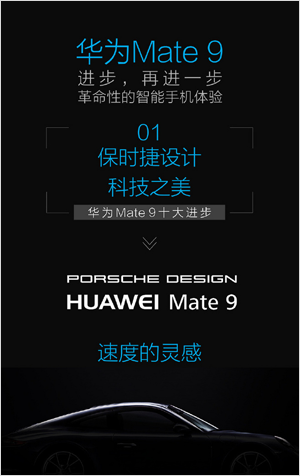 华为Mate 9
进步，再进一步
革命性的智能手机体验
01
保时捷设计
科技之美
华为Mate 9十大进步
PORSCHE DESIGN
HUAWEI Mate 9
速度的灵感